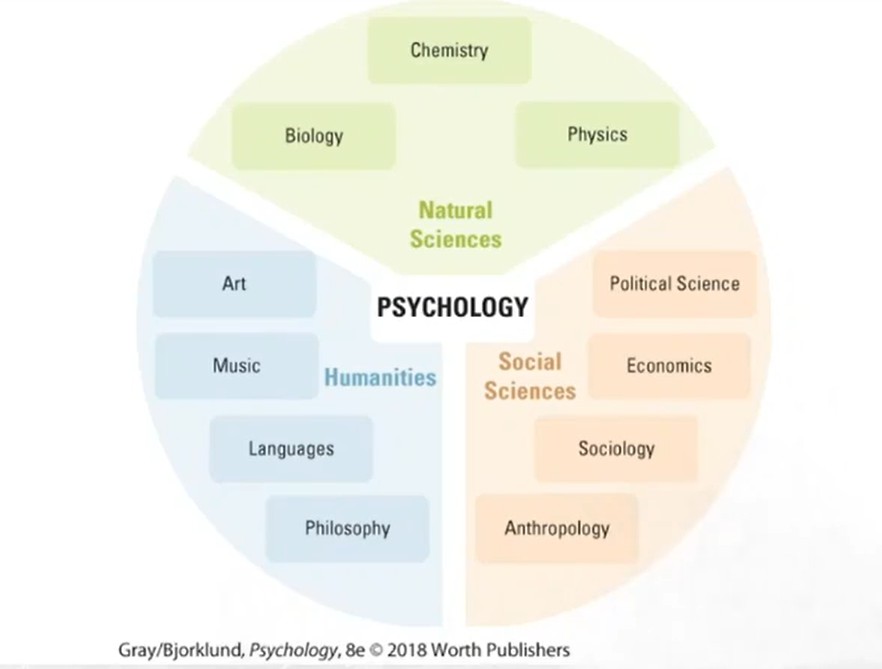 Chemistry
Biology
Physics
Natural
Sciences
Art
Political Science
PSYCHOLOGY
Music
Humanities
Social
Sciences
Economics
Languages
Sociology
Philosophy
Anthropology
Gray/Bjorklund, Psychology, 8e © 2018 Worth Publishers